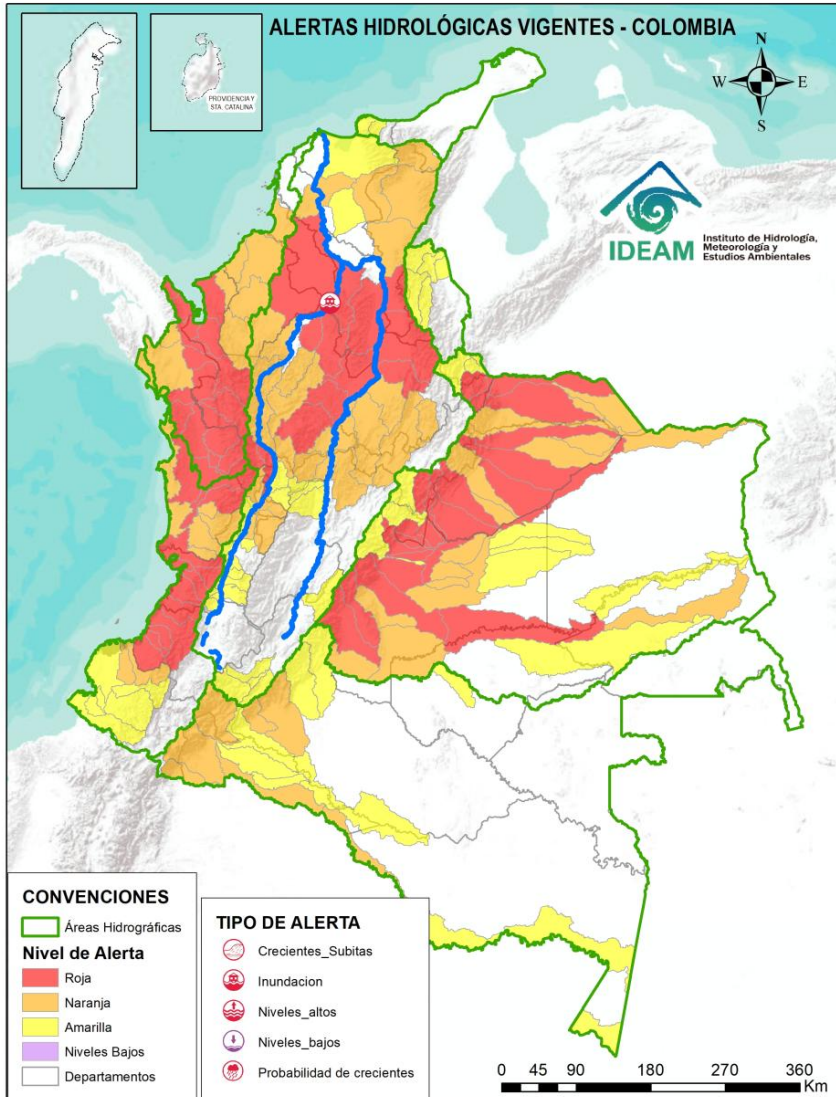 ALERTAS HIDROLÓGICAS VIGENTES - COLOMBIA
PROVIDENCIA Y
STA. CATALINA
N
W
E
S
IDEAM
Instituto de Hidrología,
Meteorología y
Estudios Ambientales
CONVENCIONES
Áreas Hidrográficas
Nivel de Alerta
Roja
Naranja
Amarilla
Niveles Bajos
Departamentos
TIPO DE ALERTA
Crecientes_Subitas
Inundacion
Niveles_altos
Niveles_bajos
Probabilidad de crecientes
0 45 90 180 270 360
Km